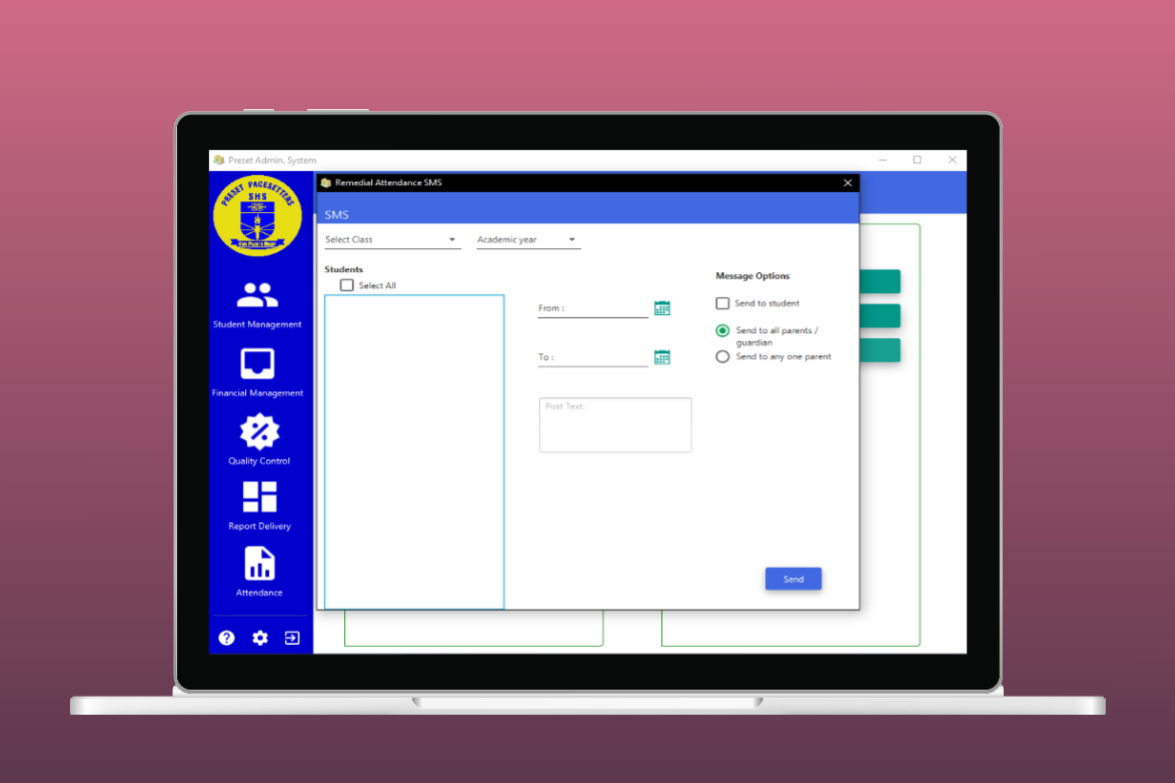 Preset Admin. System
PRESET PACESETTERS
SHS
Remedial Attendance SMS
SMS
Select Class
Academic year
Students
Select All
From :
To :
Post Text:
Message Options
Send to student
Send to all parents /
guardian
Send to any one parent
Send
Student Management
Financial Management
Quality Control
Report Delivery
Attendance